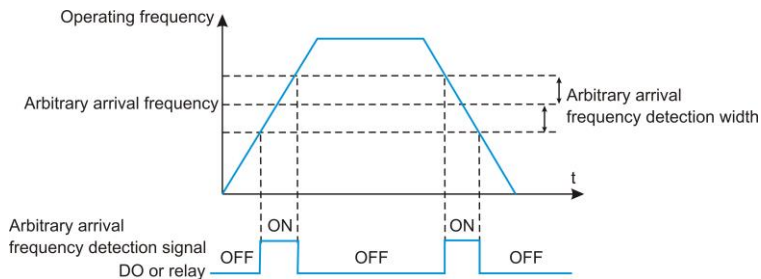 Operating frequency
Arbitrary arrival frequency
Arbitrary arrival
frequency detection width
t
Arbitrary arrival
frequency detection signal
DO or relay
OFF
ON
OFF
ON
OFF